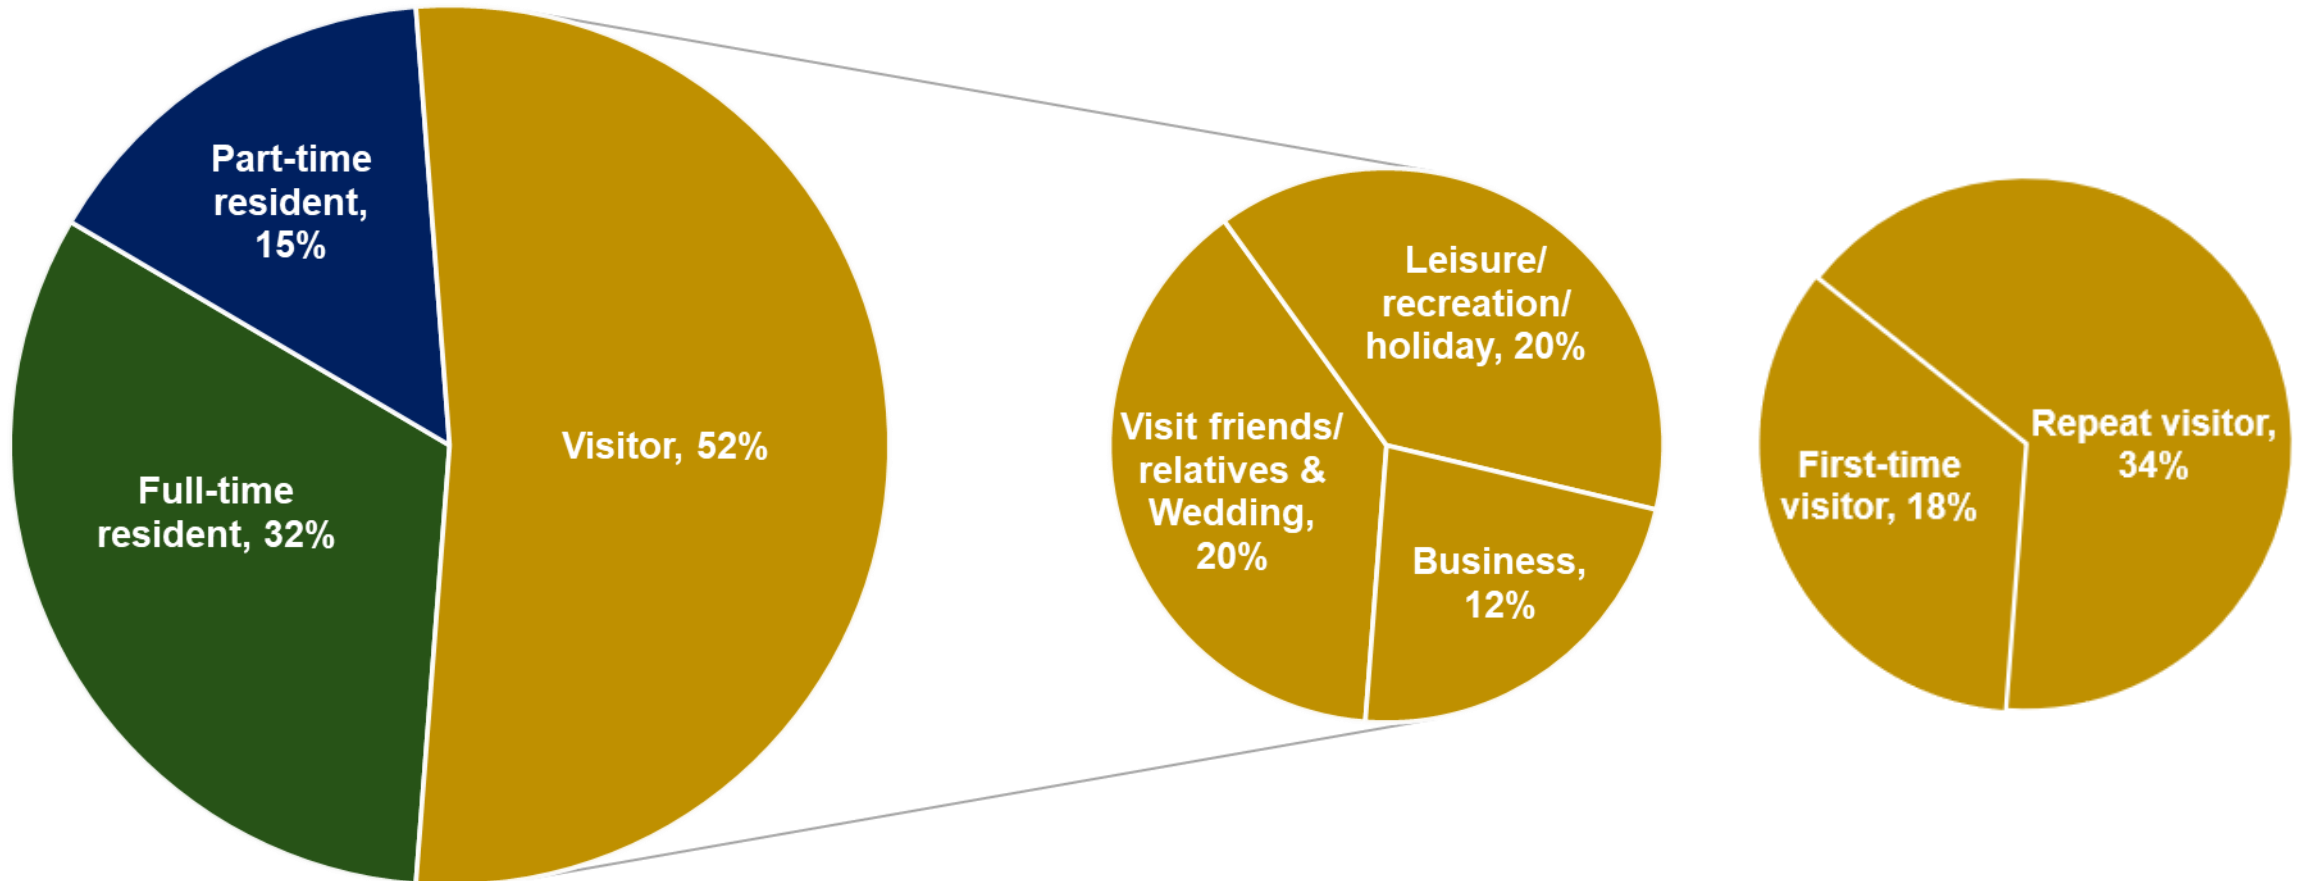 Part-time
resident,
15%
Full-time
resident, 32%
Visitor, 52%
Leisure/
recreation/
holiday, 20%
Visit friends/
relatives &
Wedding,
20%
Business,
12%
First-time
visitor, 18%
Repeat visitor,
34%